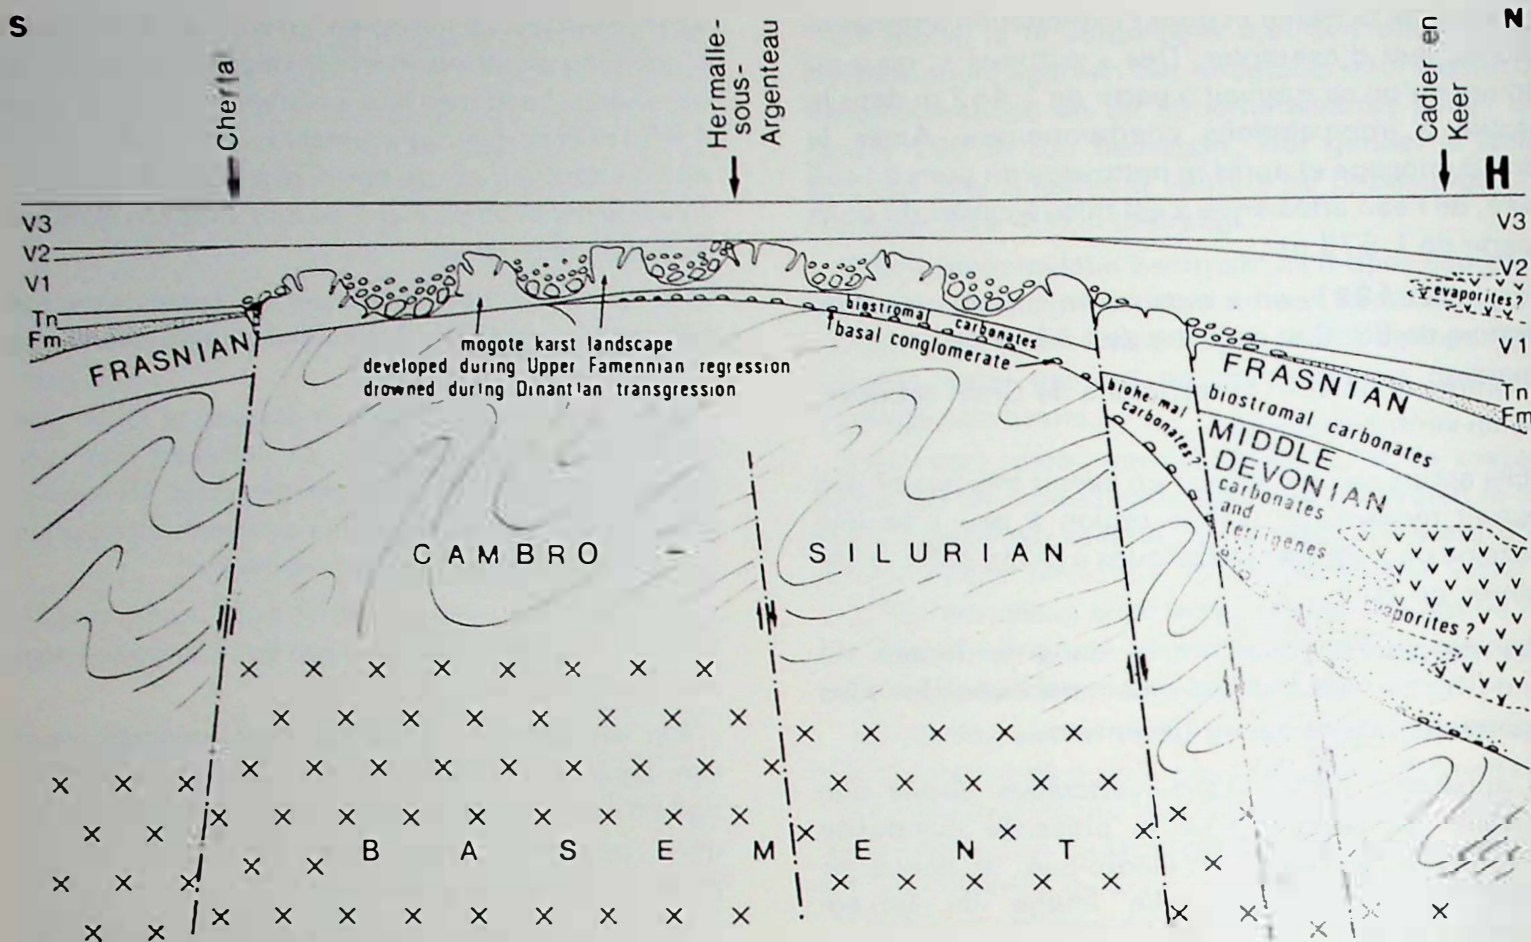 S
N
Cherfal
Hermalle-
sous-
Argenteau
Cadier en
Keer
H
V3
V2
V1
Tn
Fm
FRASNIAN
mogote karst landscape
developed during Upper Famennian regression
drowned during Dinantian transgression
biostromal carbonates
basal conglomerate
biohermal
carbonates?
V3
V2
evaporites?
V1
Tn
Fm
FRASNIAN
biostromal carbonates
MIDDLE
DEVONIAN
carbonates
and
terrigenes
evaporites?
CAMBRO - SILURIAN
BASEMENT